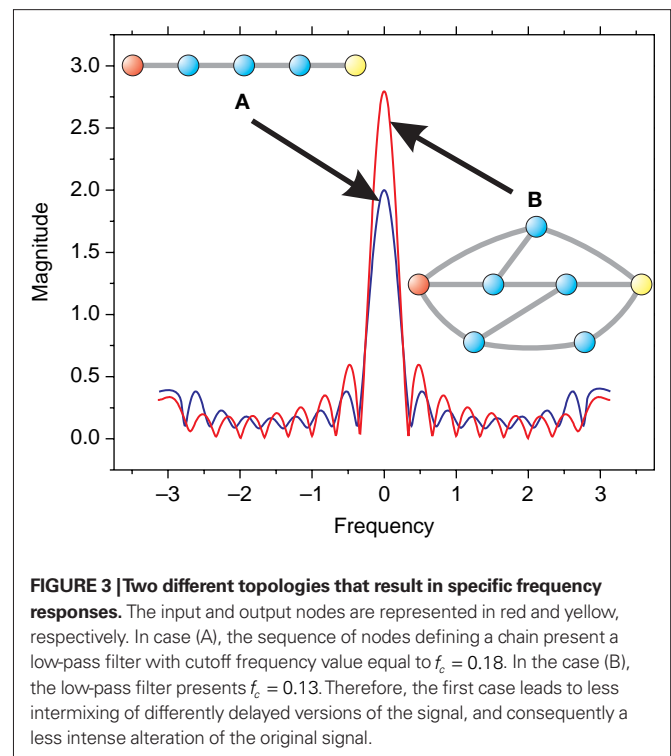 3.0
2.5
2.0
1.5
1.0
0.5
0.0
Magnitude
A
B
−3 −2 −1 0 1 2 3
Frequency
FIGURE 3 | Two different topologies that result in specific frequency
responses. The input and output nodes are represented in red and yellow,
respectively. In case (A), the sequence of nodes defining a chain present a
low-pass filter with cutoff frequency value equal to f_c = 0.18. In the case (B),
the low-pass filter presents f_c = 0.13. Therefore, the first case leads to less
intermixing of differently delayed versions of the signal, and consequently a
less intense alteration of the original signal.